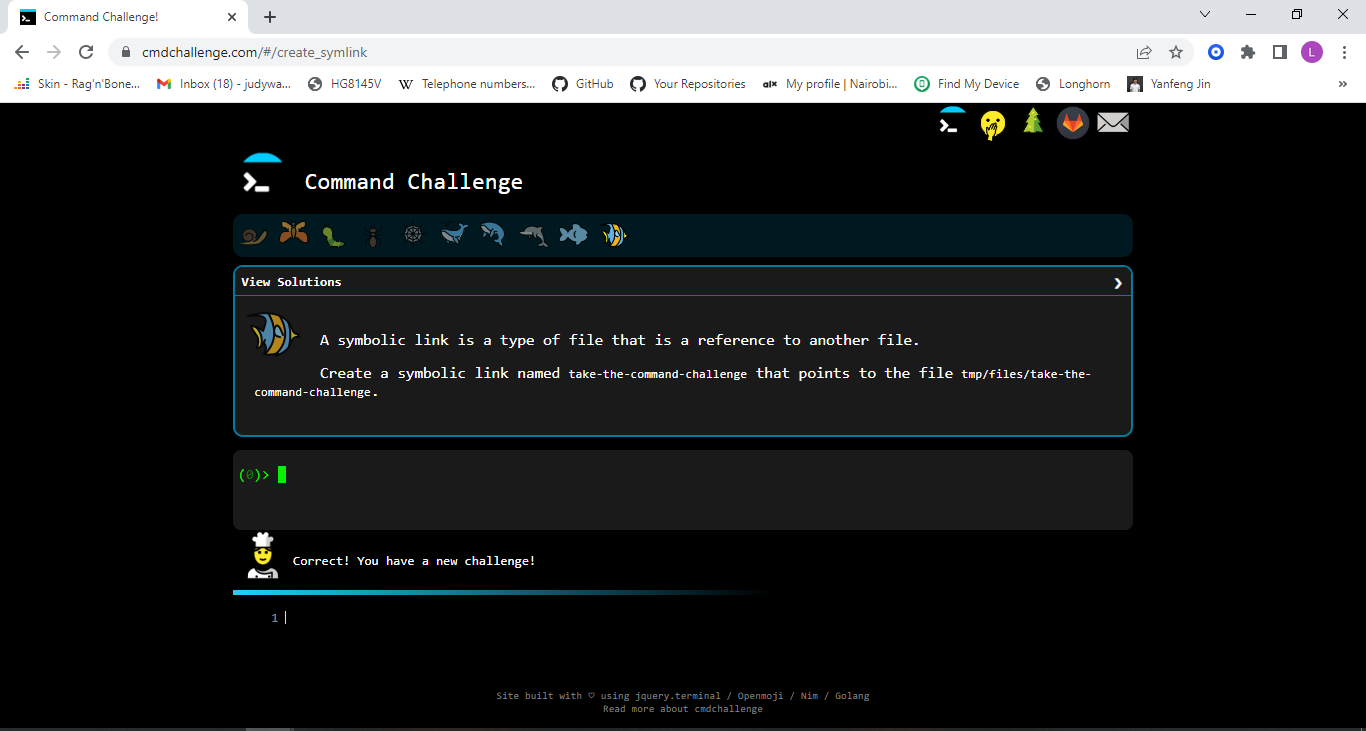 Command Challenge!
cmdchallenge.com/#/create_symlink
L
Skin - Rag'n'Bone... Inbox (18) - judywa... HG8145V Telephone numbers... GitHub Your Repositories My profile | Nairobi... Find My Device Longhorn Yanfeng Jin »
Command Challenge
View Solutions
A symbolic link is a type of file that is a reference to another file.
Create a symbolic link named take-the-command-challenge that points to the file tmp/files/take-the-
command-challenge.
(0)>
Correct! You have a new challenge!
1
Site built with ♡ using jquery.terminal / Openmoji / Nim / Golang
Read more about cmdchallenge